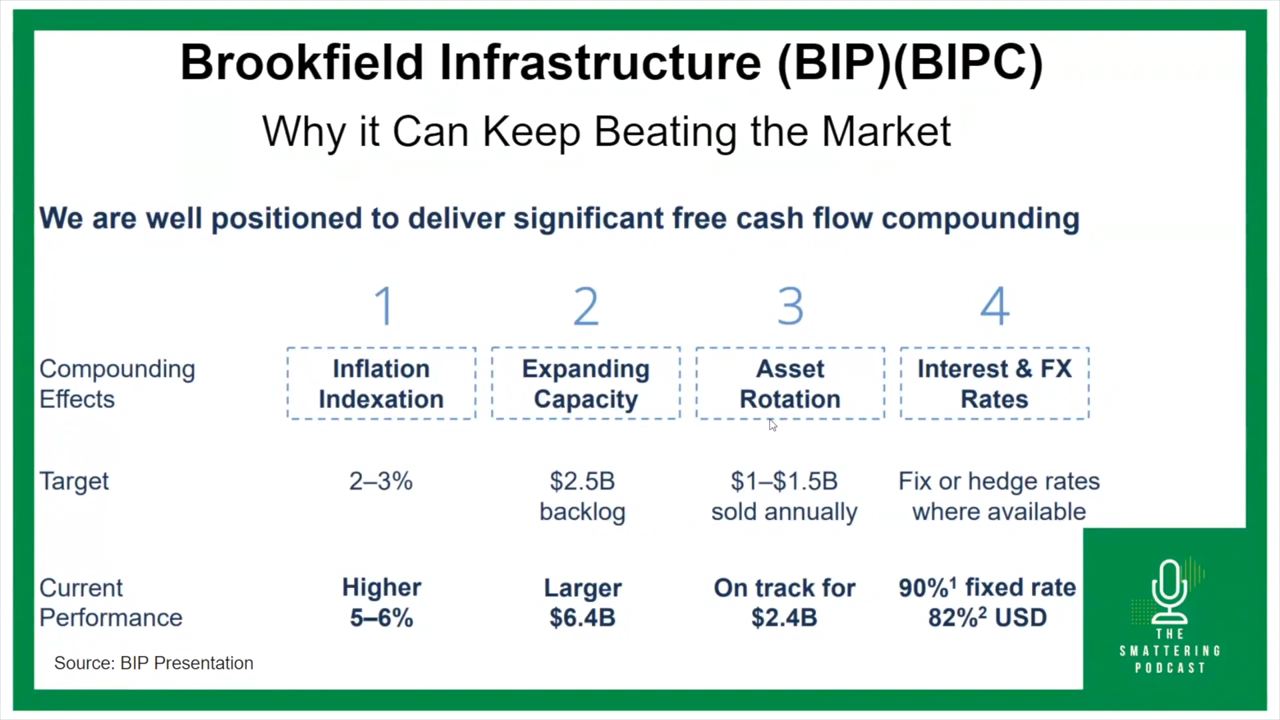 Brookfield Infrastructure (BIP)(BIPC)
Why it Can Keep Beating the Market
We are well positioned to deliver significant free cash flow compounding
1 2 3 4
Compounding Effects
Inflation Indexation
Expanding Capacity
Asset Rotation
Interest & FX Rates
Target
2–3%
$2.5B backlog
$1–$1.5B sold annually
Fix or hedge rates where available
Current Performance
Higher 5–6%
Larger $6.4B
On track for $2.4B
90%¹ fixed rate 82%² USD
Source: BIP Presentation
THE
SMATTERING
PODCAST